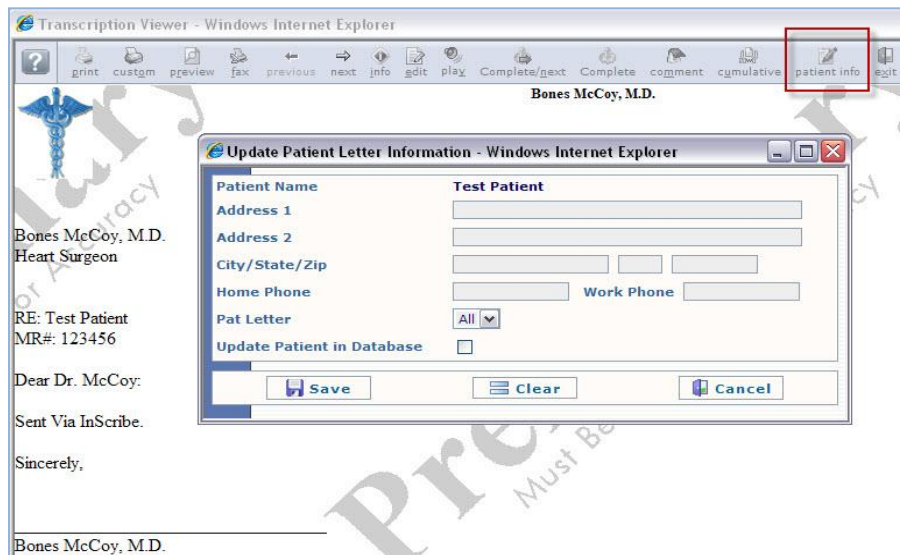 Transcription Viewer - Windows Internet Explorer
? print custom preview fax previous next info edit play Complete/next Complete comment cumulative patient info exit
Bones McCoy, M.D.
Update Patient Letter Information - Windows Internet Explorer
Patient Name Test Patient
Address 1
Address 2
City/State/Zip
Home Phone Work Phone
Pat Letter All
Update Patient in Database
Save Clear Cancel
Bones McCoy, M.D.
Heart Surgeon
RE: Test Patient
MR#: 123456
Dear Dr. McCoy:
Sent Via InScribe.
Sincerely,
Bones McCoy, M.D.